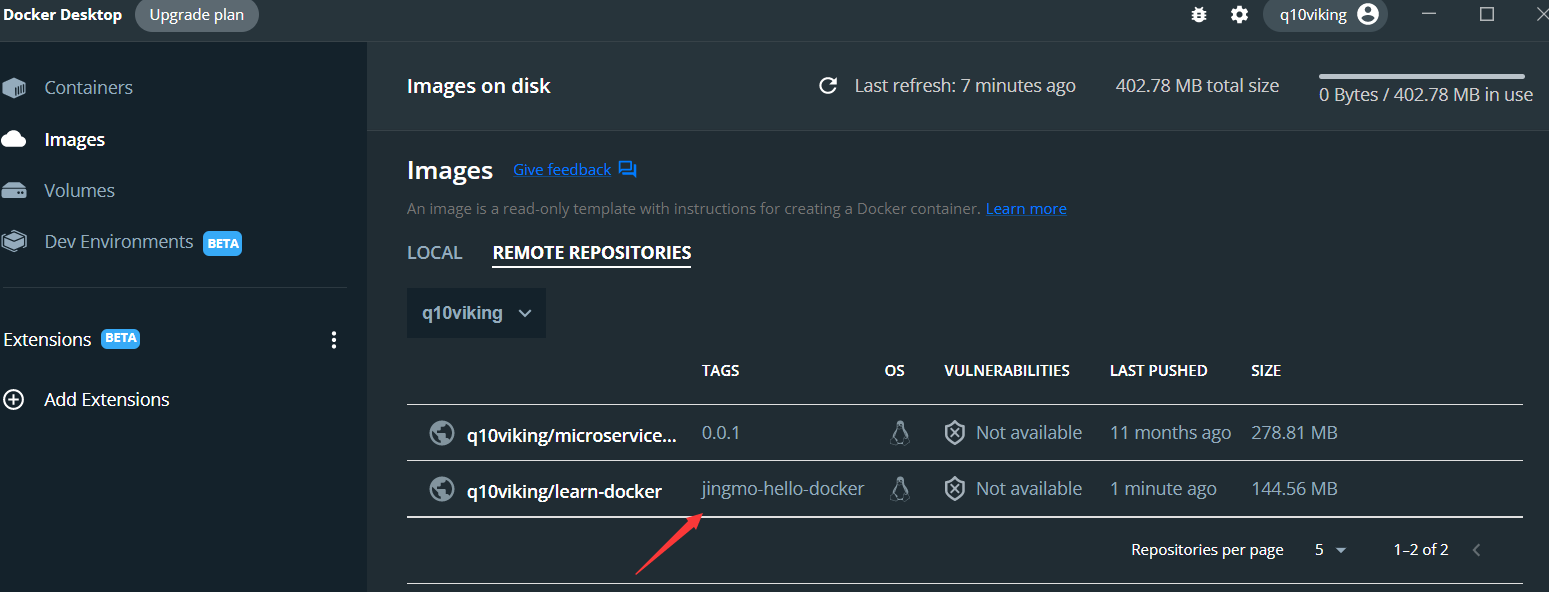 Docker Desktop Upgrade plan q10viking
Containers
Images
Volumes
Dev Environments BETA
Extensions BETA
Add Extensions
Images on disk Last refresh: 7 minutes ago 402.78 MB total size 0 Bytes / 402.78 MB in use
Images Give feedback
An image is a read-only template with instructions for creating a Docker container. Learn more
LOCAL REMOTE REPOSITORIES
q10viking
TAGS OS VULNERABILITIES LAST PUSHED SIZE
q10viking/microservice... 0.0.1 Not available 11 months ago 278.81 MB
q10viking/learn-docker jingmo-hello-docker Not available 1 minute ago 144.56 MB
Repositories per page 5 1–2 of 2